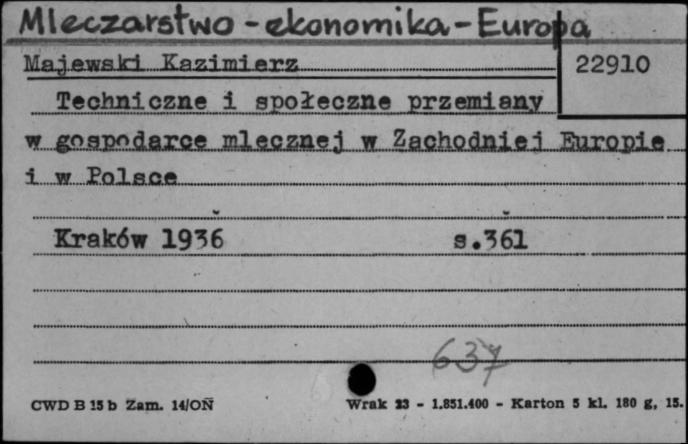 Mleczarstwo - ekonomika - Europa
Majewski Kazimierz
22910
Techniczne i społeczne przemiany
w gospodarce mlecznej w Zachodniej Europie
i w Polsce
Kraków 1936 s.361
637
CWD B 15 b Zam. 14/OŃ Wrak 23 - 1.851.400 - Karton 5 kl. 180 g, 15.